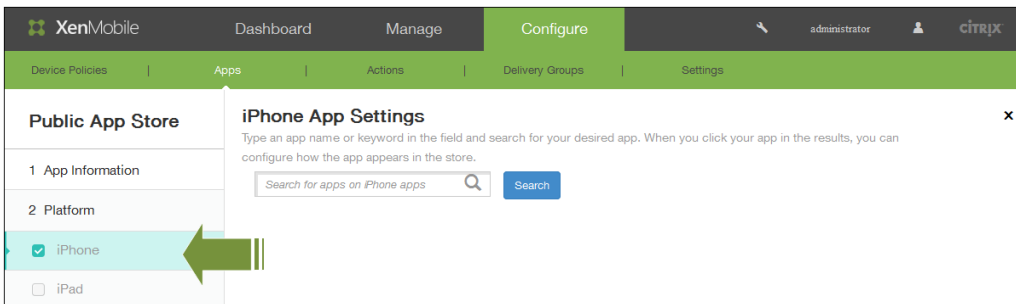 XenMobile Dashboard Manage Configure administrator CITRIX
Device Policies | Apps | Actions | Delivery Groups | Settings
Public App Store
1 App Information
2 Platform
iPhone
iPad
iPhone App Settings
Type an app name or keyword in the field and search for your desired app. When you click your app in the results, you can
configure how the app appears in the store.
Search for apps on iPhone apps Search